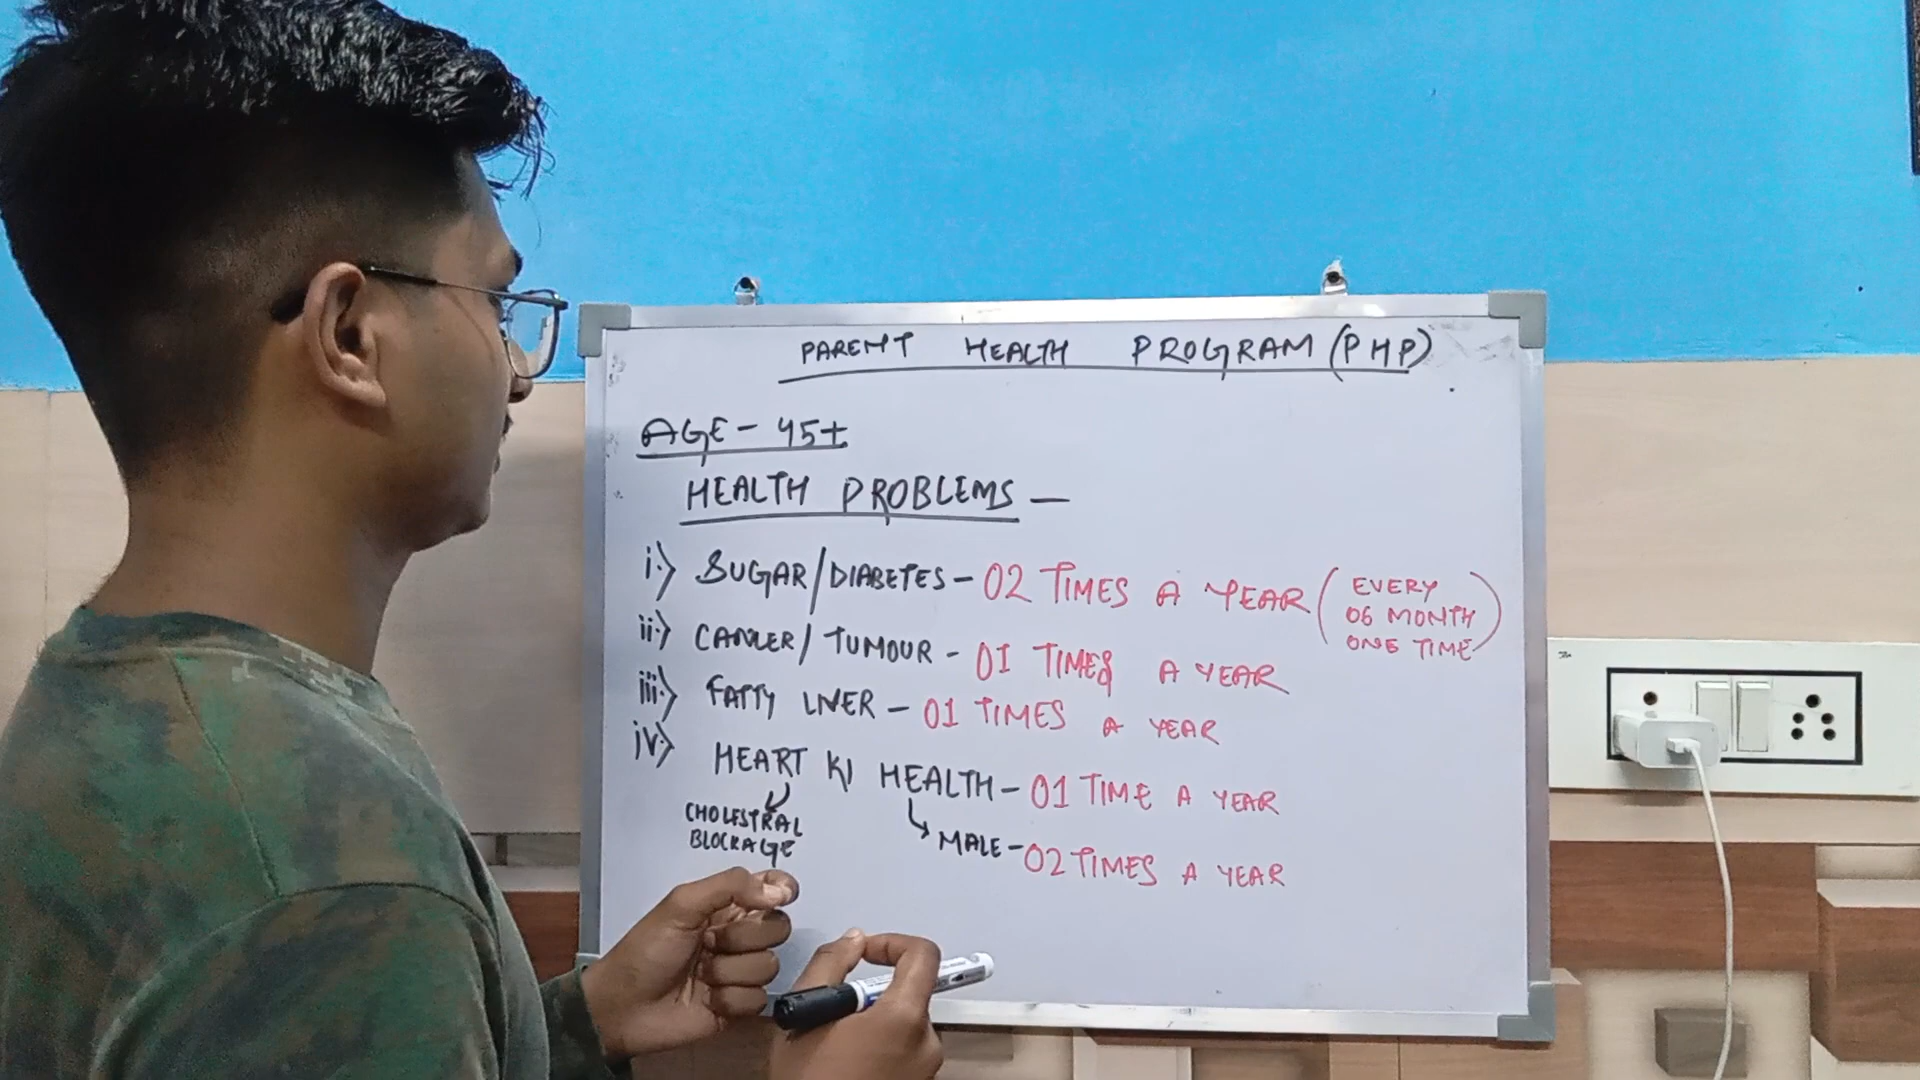 PARENT HEALTH PROGRAM (PHP)
AGE - 45+
HEALTH PROBLEMS —
i.) SUGAR/DIABETES - 02 TIMES A YEAR (EVERY 06 MONTH ONE TIME)
ii.) CANCER/TUMOUR - 01 TIMES A YEAR
iii.) FATTY LIVER - 01 TIMES A YEAR
iv.) HEART KI HEALTH - 01 TIME A YEAR
CHOLESTRAL
BLOCKAGE
MALE - 02 TIMES A YEAR